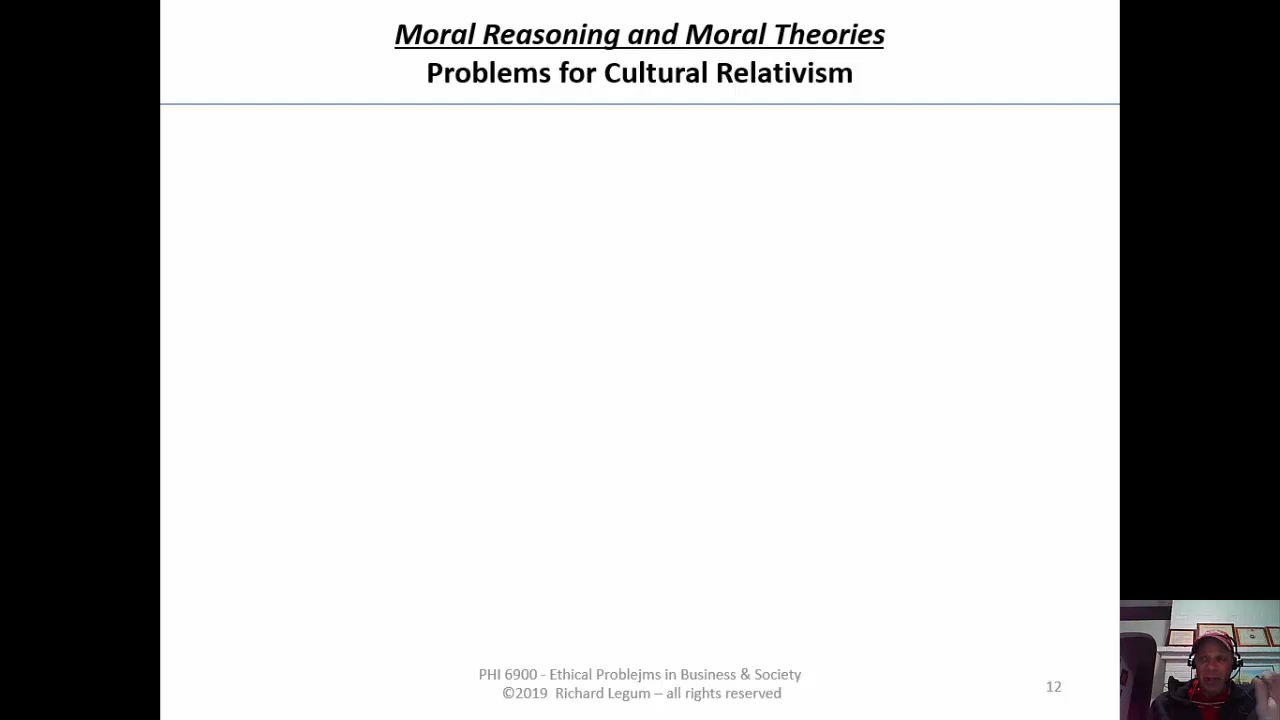 Moral Reasoning and Moral Theories
Problems for Cultural Relativism
PHI 6900 - Ethical Problejms in Business & Society
©2019 Richard Legum – all rights reserved
12